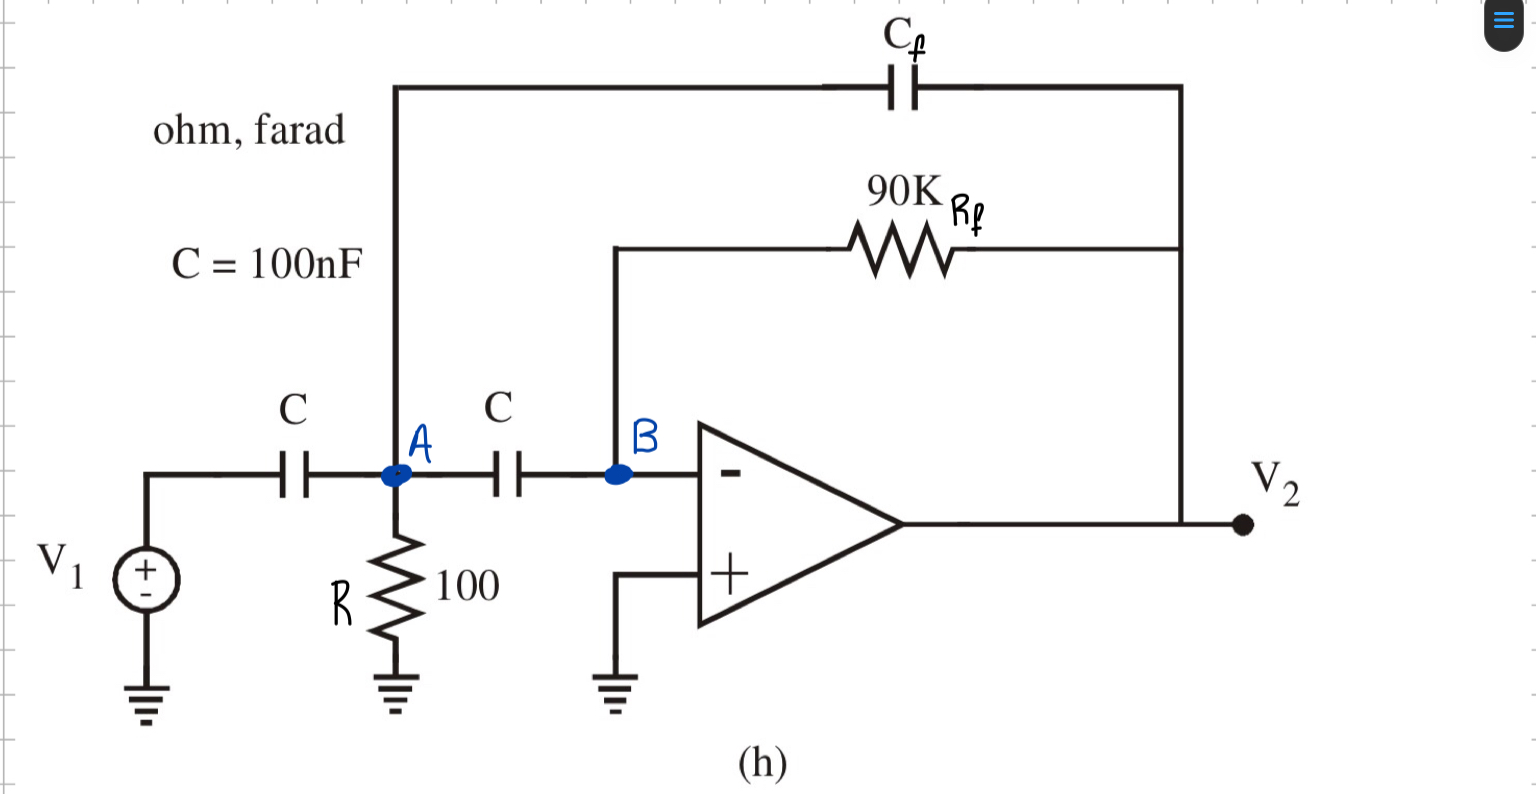 C_f
ohm, farad
90K R_f
C = 100nF
C
C
A
B
-
V_2
V_1
+
-
R
100
+
(h)